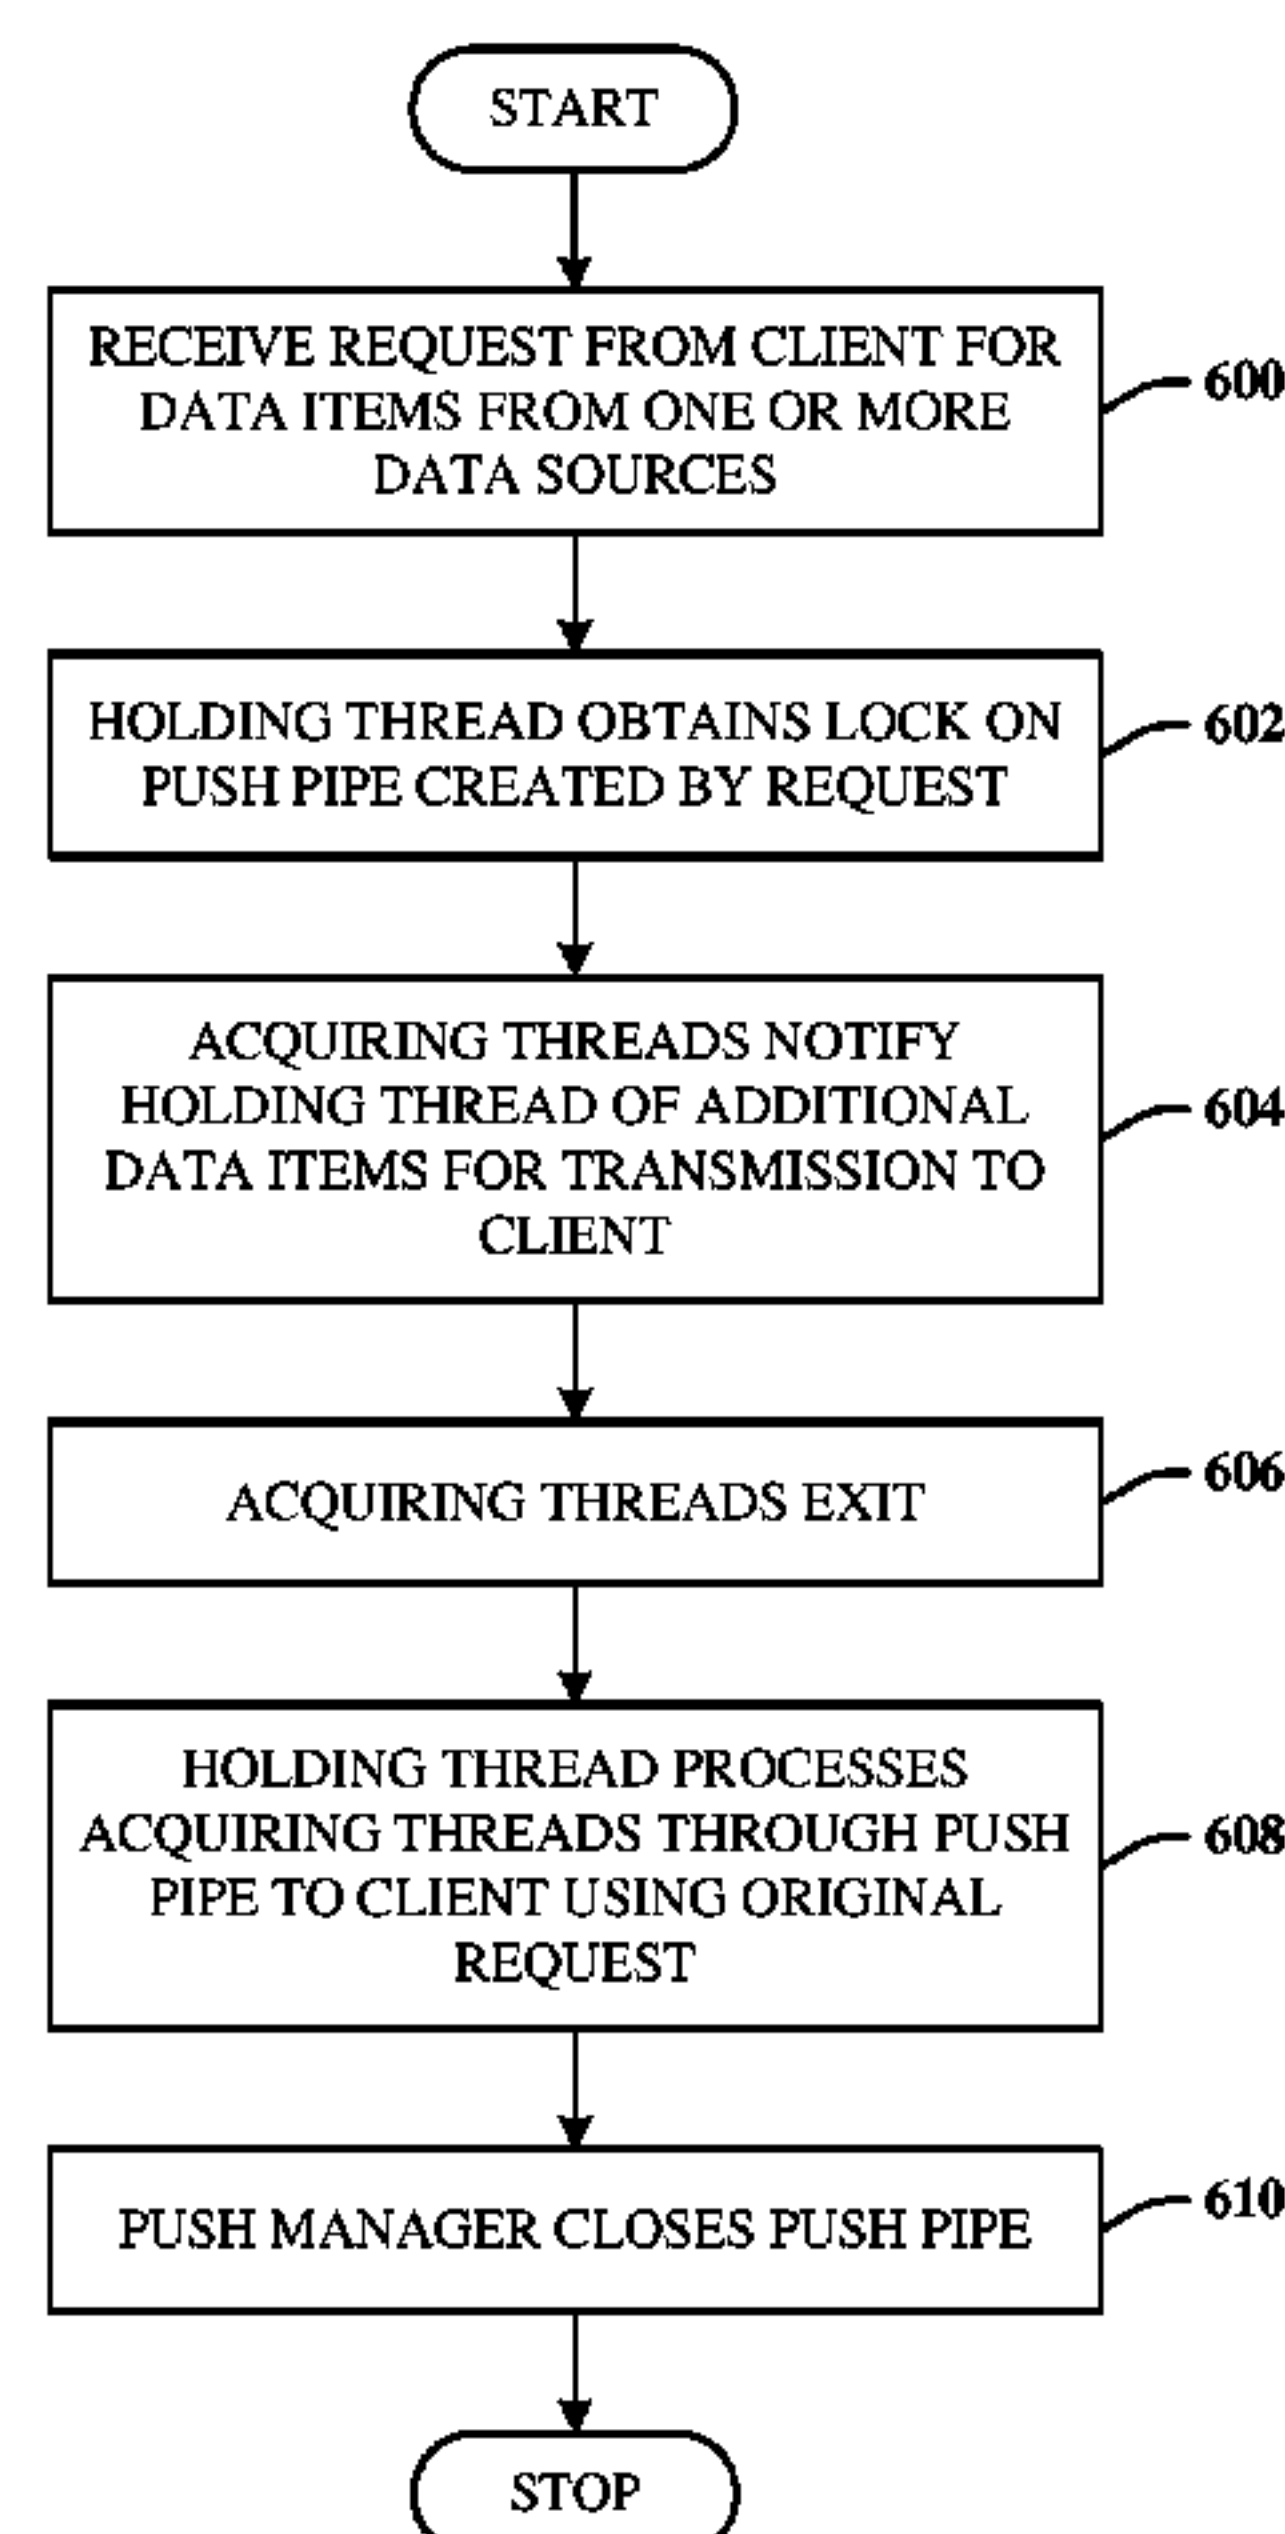 START
RECEIVE REQUEST FROM CLIENT FOR
DATA ITEMS FROM ONE OR MORE
DATA SOURCES
600
HOLDING THREAD OBTAINS LOCK ON
PUSH PIPE CREATED BY REQUEST
602
ACQUIRING THREADS NOTIFY
HOLDING THREAD OF ADDITIONAL
DATA ITEMS FOR TRANSMISSION TO
CLIENT
604
ACQUIRING THREADS EXIT
606
HOLDING THREAD PROCESSES
ACQUIRING THREADS THROUGH PUSH
PIPE TO CLIENT USING ORIGINAL
REQUEST
608
PUSH MANAGER CLOSES PUSH PIPE
610
STOP